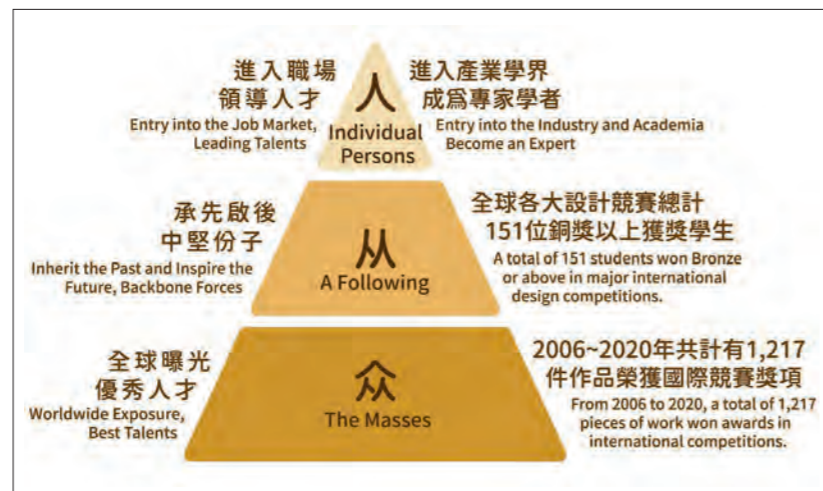 進入職場
領導人才
Entry into the Job Market,
Leading Talents
人
Individual
Persons
進入產業學界
成爲專家學者
Entry into the Industry and Academia
Become an Expert
承先啟後
中堅份子
Inherit the Past and Inspire the
Future, Backbone Forces
从
A Following
全球各大設計競賽總計
151位銅獎以上獲獎學生
A total of 151 students won Bronze
or above in major international
design competitions.
全球曝光
優秀人才
Worldwide Exposure,
Best Talents
众
The Masses
2006~2020年共計有1,217
件作品榮獲國際競賽獎項
From 2006 to 2020, a total of 1,217
pieces of work won awards in
international competitions.